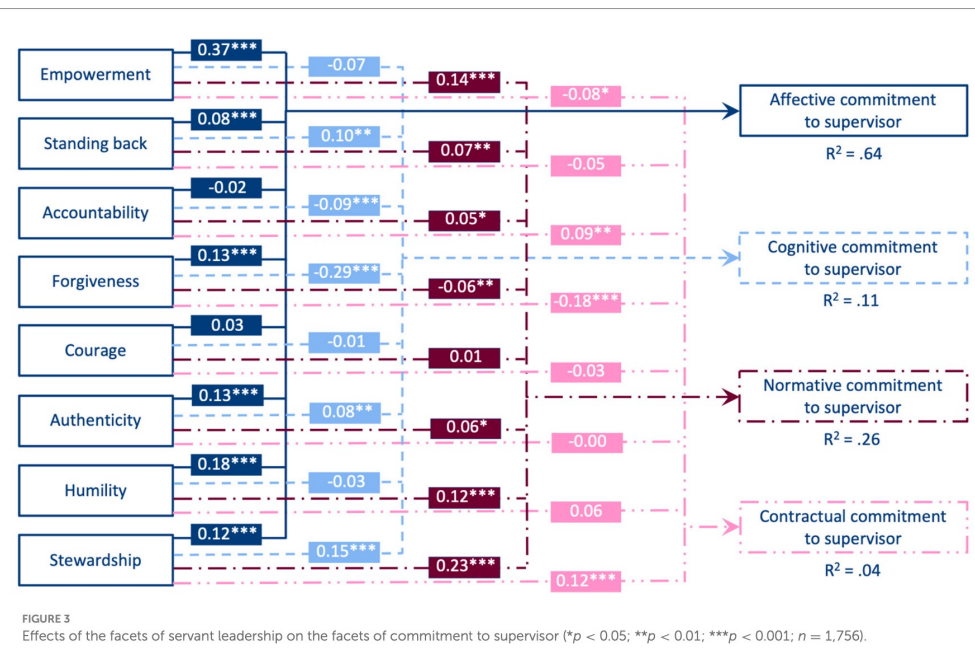 Empowerment
0.37***
-0.07
0.14***
-0.08*
Standing back
0.08***
0.10**
0.07**
-0.05
Accountability
-0.02
-0.09***
0.05*
0.09**
Forgiveness
0.13***
-0.29***
-0.06**
-0.18***
Courage
0.03
-0.01
0.01
-0.03
Authenticity
0.13***
0.08**
0.06*
-0.00
Humility
0.18***
-0.03
0.12***
0.06
Stewardship
0.12***
0.15***
0.23***
0.12***
Affective commitment
to supervisor
R² = .64
Cognitive commitment
to supervisor
R² = .11
Normative commitment
to supervisor
R² = .26
Contractual commitment
to supervisor
R² = .04
FIGURE 3
Effects of the facets of servant leadership on the facets of commitment to supervisor (*p < 0.05; **p < 0.01; ***p < 0.001; n = 1,756).